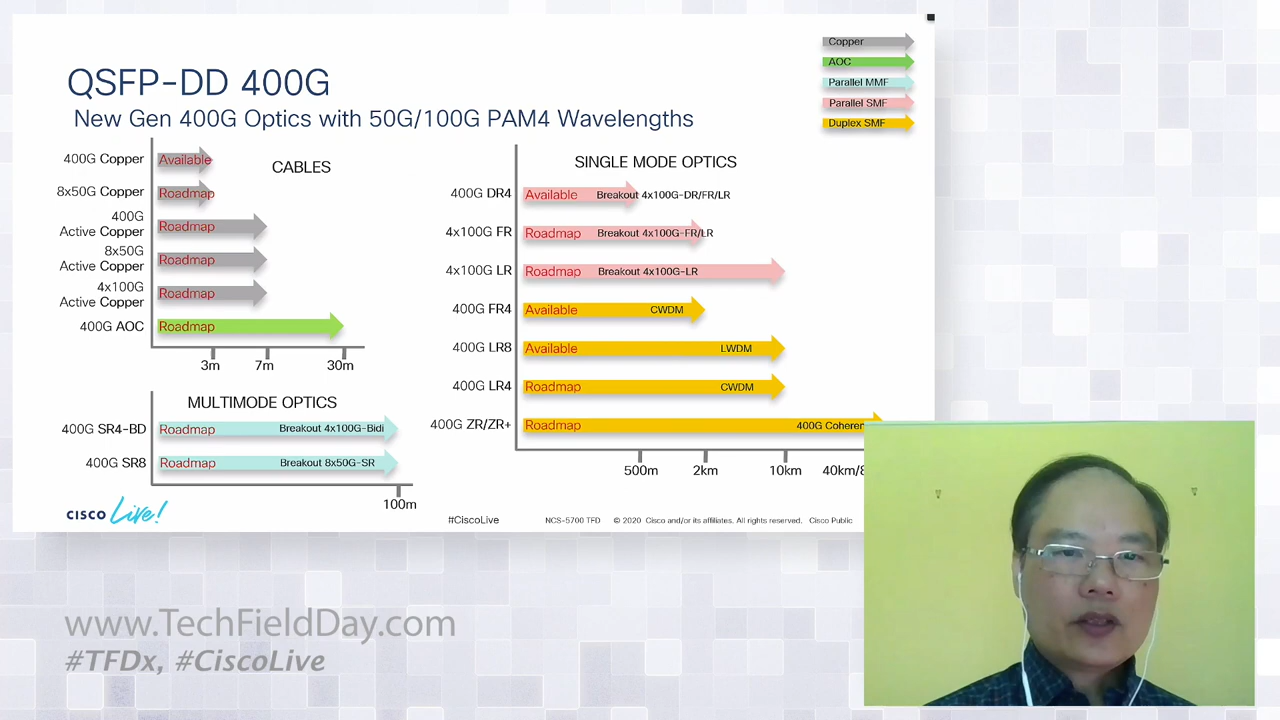 QSFP-DD 400G
New Gen 400G Optics with 50G/100G PAM4 Wavelengths
Copper
AOC
Parallel MMF
Parallel SMF
Duplex SMF
CABLES
400G Copper Available
8x50G Copper Roadmap
400G
Active Copper Roadmap
8x50G
Active Copper Roadmap
4x100G
Active Copper Roadmap
400G AOC Roadmap
3m 7m 30m
MULTIMODE OPTICS
400G SR4-BD Roadmap Breakout 4x100G-Bidi
400G SR8 Roadmap Breakout 8x50G-SR
100m
SINGLE MODE OPTICS
400G DR4 Available Breakout 4x100G-DR/FR/LR
4x100G FR Roadmap Breakout 4x100G-FR/LR
4x100G LR Roadmap Breakout 4x100G-LR
400G FR4 Available CWDM
400G LR8 Available LWDM
400G LR4 Roadmap CWDM
400G ZR/ZR+ Roadmap 400G
500m 2km 10km
CISCO Live!
#CiscoLive NCS-5700 TFD © 2020 Cisco and/or its affiliates. All rights reserved. Cisco Public
www.TechFieldDay.com
#TFDx, #CiscoLive